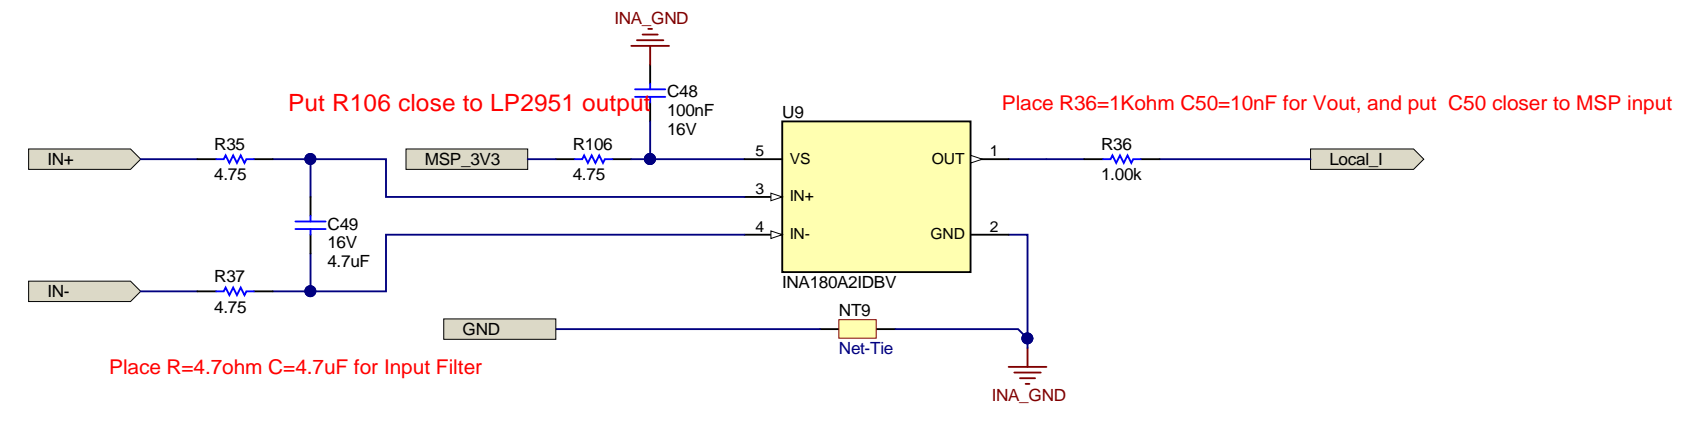 INA_GND
C48
100nF
16V
Put R106 close to LP2951 output
Place R36=1Kohm C50=10nF for Vout, and put  C50 closer to MSP input
U9
R35
4.75
IN+
MSP_3V3
R106
4.75
5
VS
OUT
1
R36
1.00k
Local_I
3
IN+
C49
16V
4.7uF
4
IN-
GND
2
R37
4.75
IN-
INA180A2IDBV
GND
NT9
Net-Tie
Place R=4.7ohm C=4.7uF for Input Filter
INA_GND